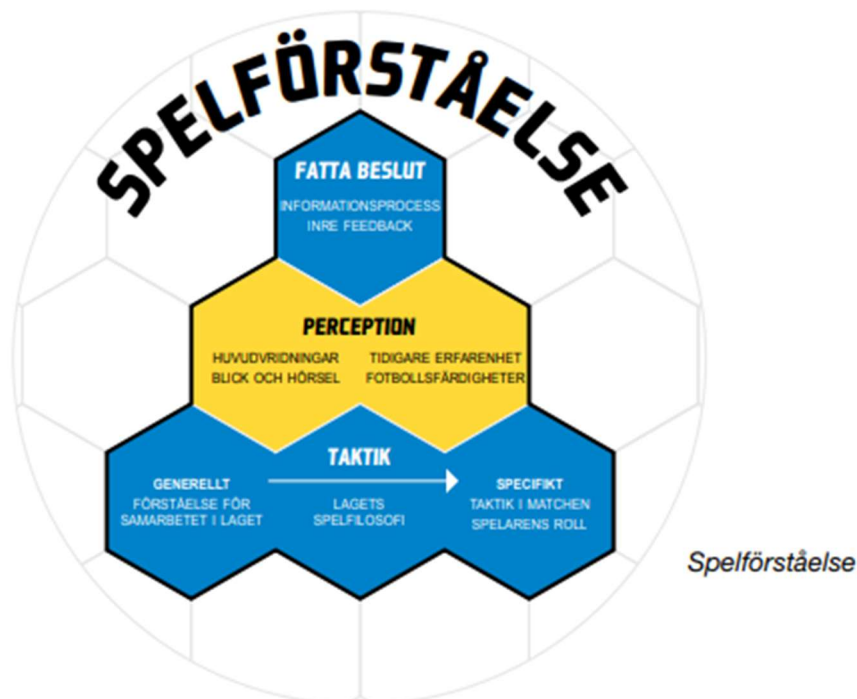 SPELFÖRSTÅELSE
FATTA BESLUT
INFORMATIONSPROCESS
INRE FEEDBACK
PERCEPTION
HUVUDVRIDNINGAR
BLICK OCH HÖRSEL
TIDIGARE ERFARENHET
FOTBOLLSFÄRDIGHETER
TAKTIK
GENERELLT
FÖRSTÅELSE FÖR
SAMARBETET I LAGET
LAGETS
SPELFILOSOFI
SPECIFIKT
TAKTIK I MATCHEN
SPELARENS ROLL
Spelförståelse